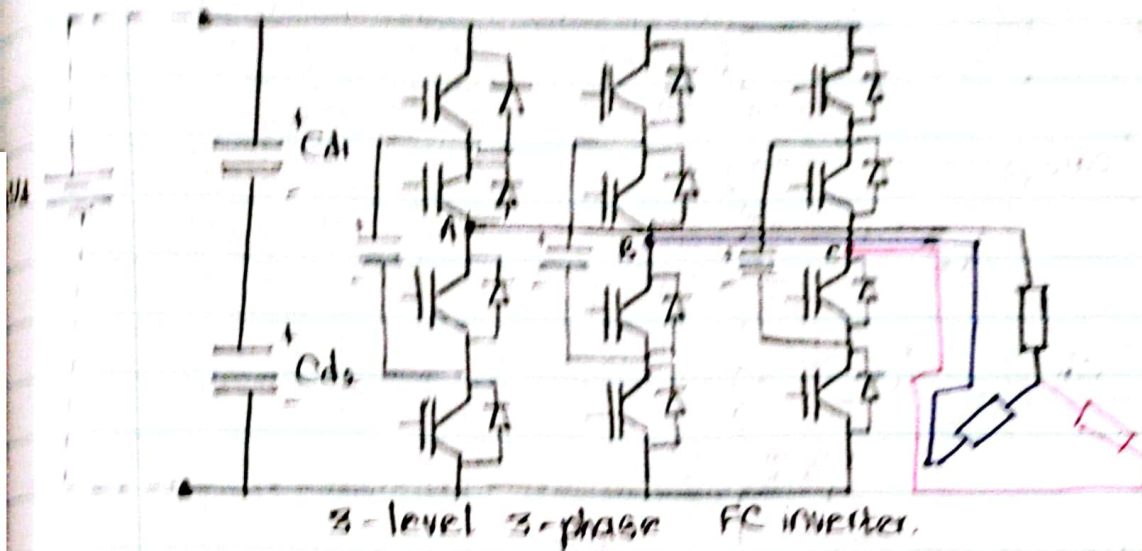 + Cd1
-
A
+
-
B
+
-
C
+
-
+ Cd2
-
3-level 3-phase FC inverter.